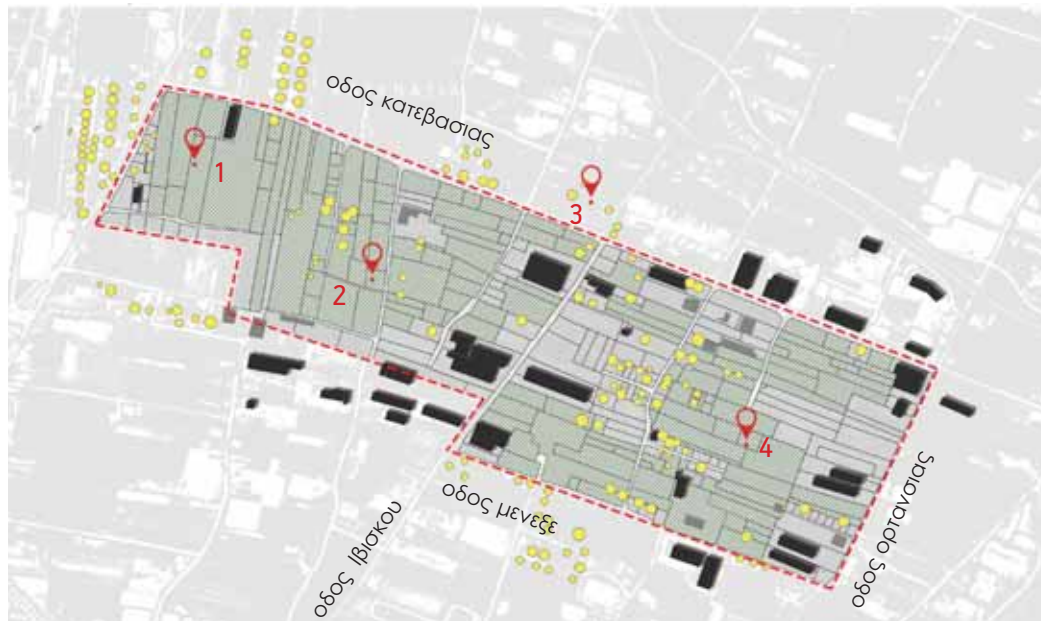 οδος κατεβασιας
1
3
2
4
οδος ορτανσιας
οδος μενεξε
οδος Ιβισκου